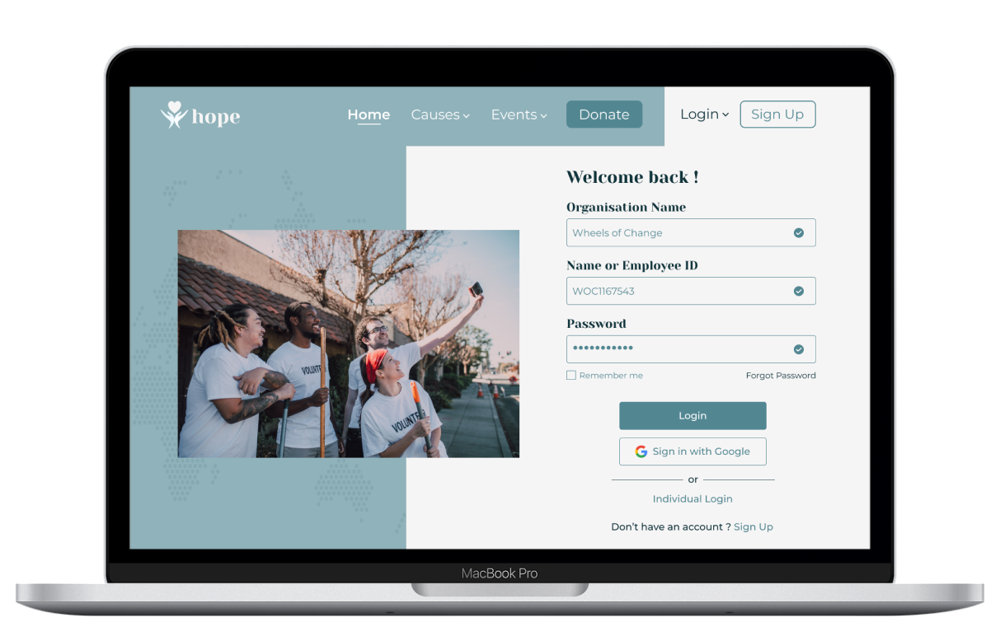 hope
Home Causes Events Donate Login Sign Up
Welcome back !
Organisation Name
Wheels of Change
Name or Employee ID
WOC1167543
Password
Remember me Forgot Password
Login
Sign in with Google
or
Individual Login
Don't have an account ? Sign Up
VOLUNTE
VOLUNTE
MacBook Pro